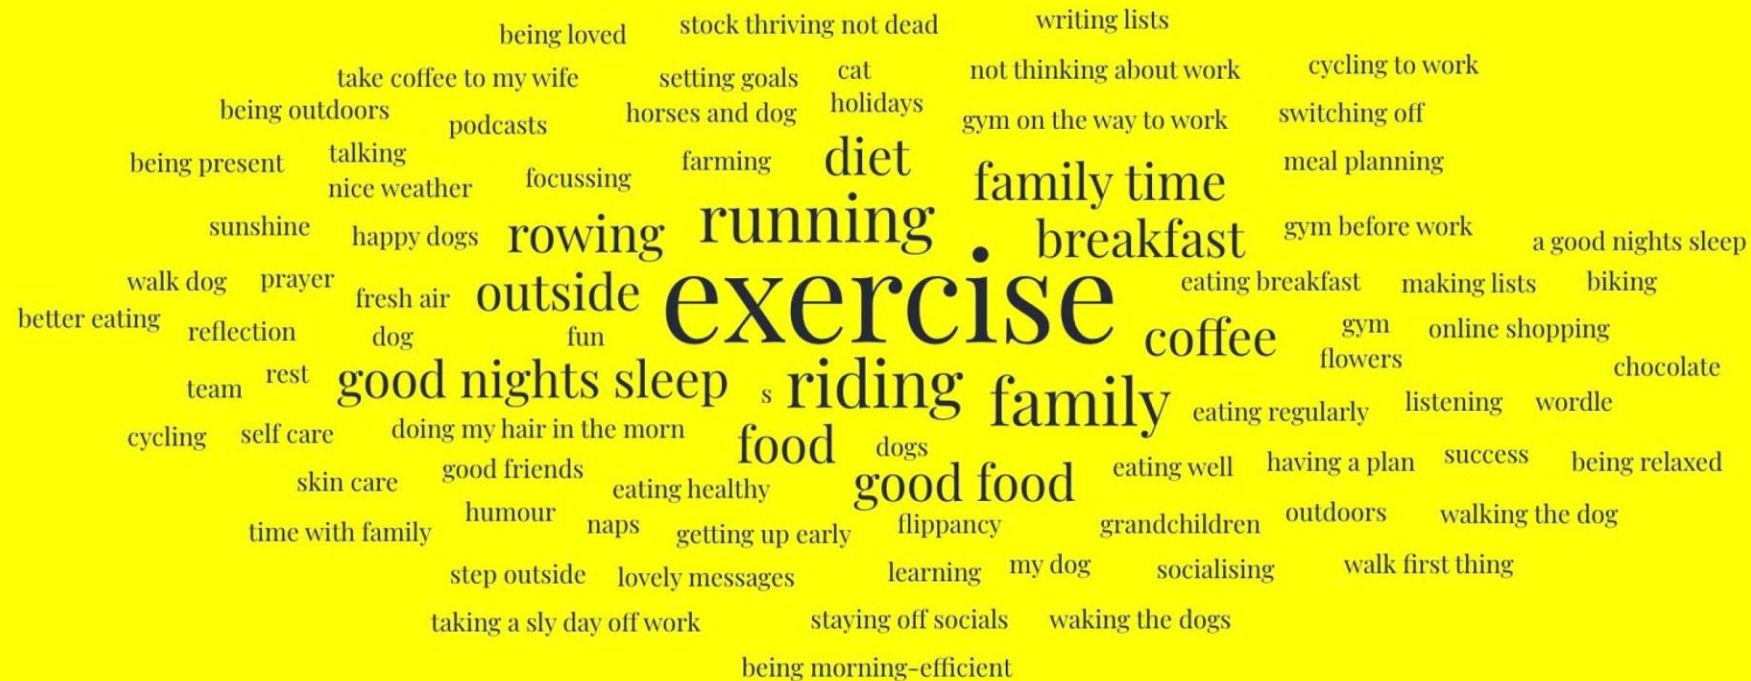 being loved
stock thriving not dead
writing lists
take coffee to my wife
setting goals
cat
not thinking about work
cycling to work
being outdoors
podcasts
horses and dog
holidays
gym on the way to work
switching off
being present
talking
nice weather
focussing
farming
diet
family time
meal planning
sunshine
happy dogs
rowing
running
breakfast
gym before work
a good nights sleep
walk dog
prayer
fresh air
outside
exercise
eating breakfast
making lists
biking
better eating
reflection
dog
fun
coffee
gym
online shopping
flowers
chocolate
team
rest
good nights sleep
s
riding
family
eating regularly
listening
wordle
cycling
self care
doing my hair in the morn
food
dogs
skin care
good friends
eating healthy
good food
eating well
having a plan
success
being relaxed
time with family
humour
naps
getting up early
flippancy
grandchildren
outdoors
walking the dog
step outside
lovely messages
learning
my dog
socialising
walk first thing
taking a sly day off work
staying off socials
waking the dogs
being morning-efficient